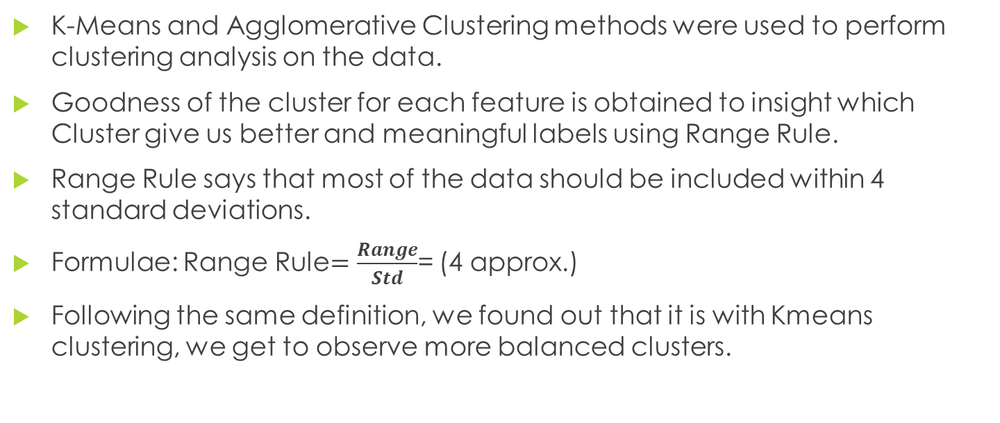 K-Means and Agglomerative Clustering methods were used to perform
clustering analysis on the data.
Goodness of the cluster for each feature is obtained to insight which
Cluster give us better and meaningful labels using Range Rule.
Range Rule says that most of the data should be included within 4
standard deviations.
Formulae: Range Rule= Range/Std= (4 approx.)
Following the same definition, we found out that it is with Kmeans
clustering, we get to observe more balanced clusters.